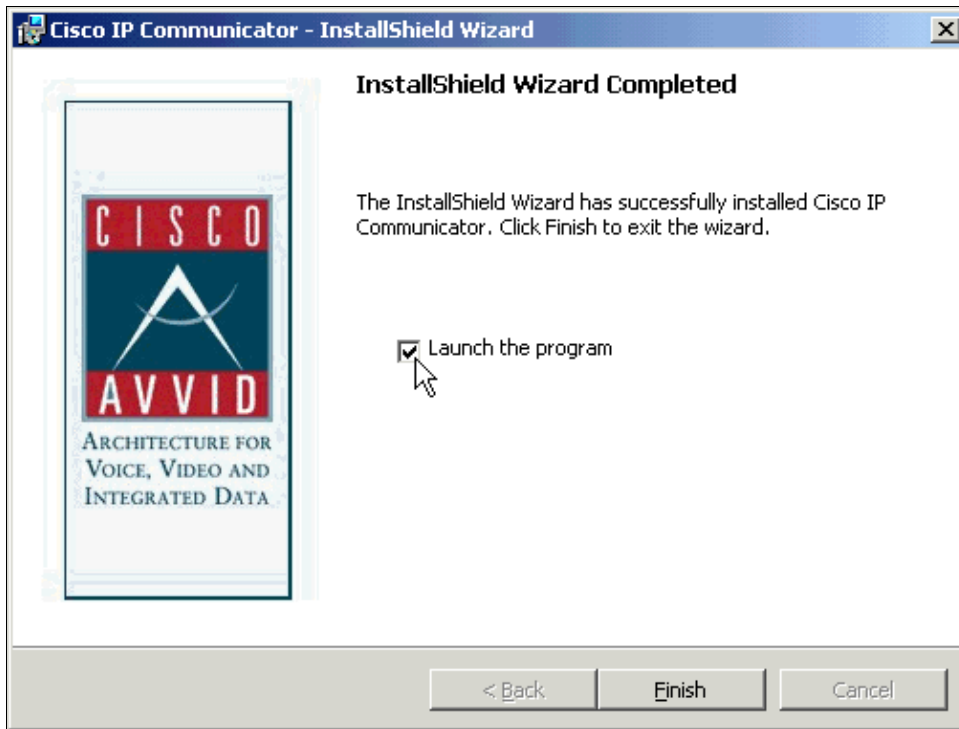 Cisco IP Communicator - InstallShield Wizard
InstallShield Wizard Completed
The InstallShield Wizard has successfully installed Cisco IP
Communicator. Click Finish to exit the wizard.
Launch the program
CISCO
AVVID
ARCHITECTURE FOR
VOICE, VIDEO AND
INTEGRATED DATA
< Back
Finish
Cancel